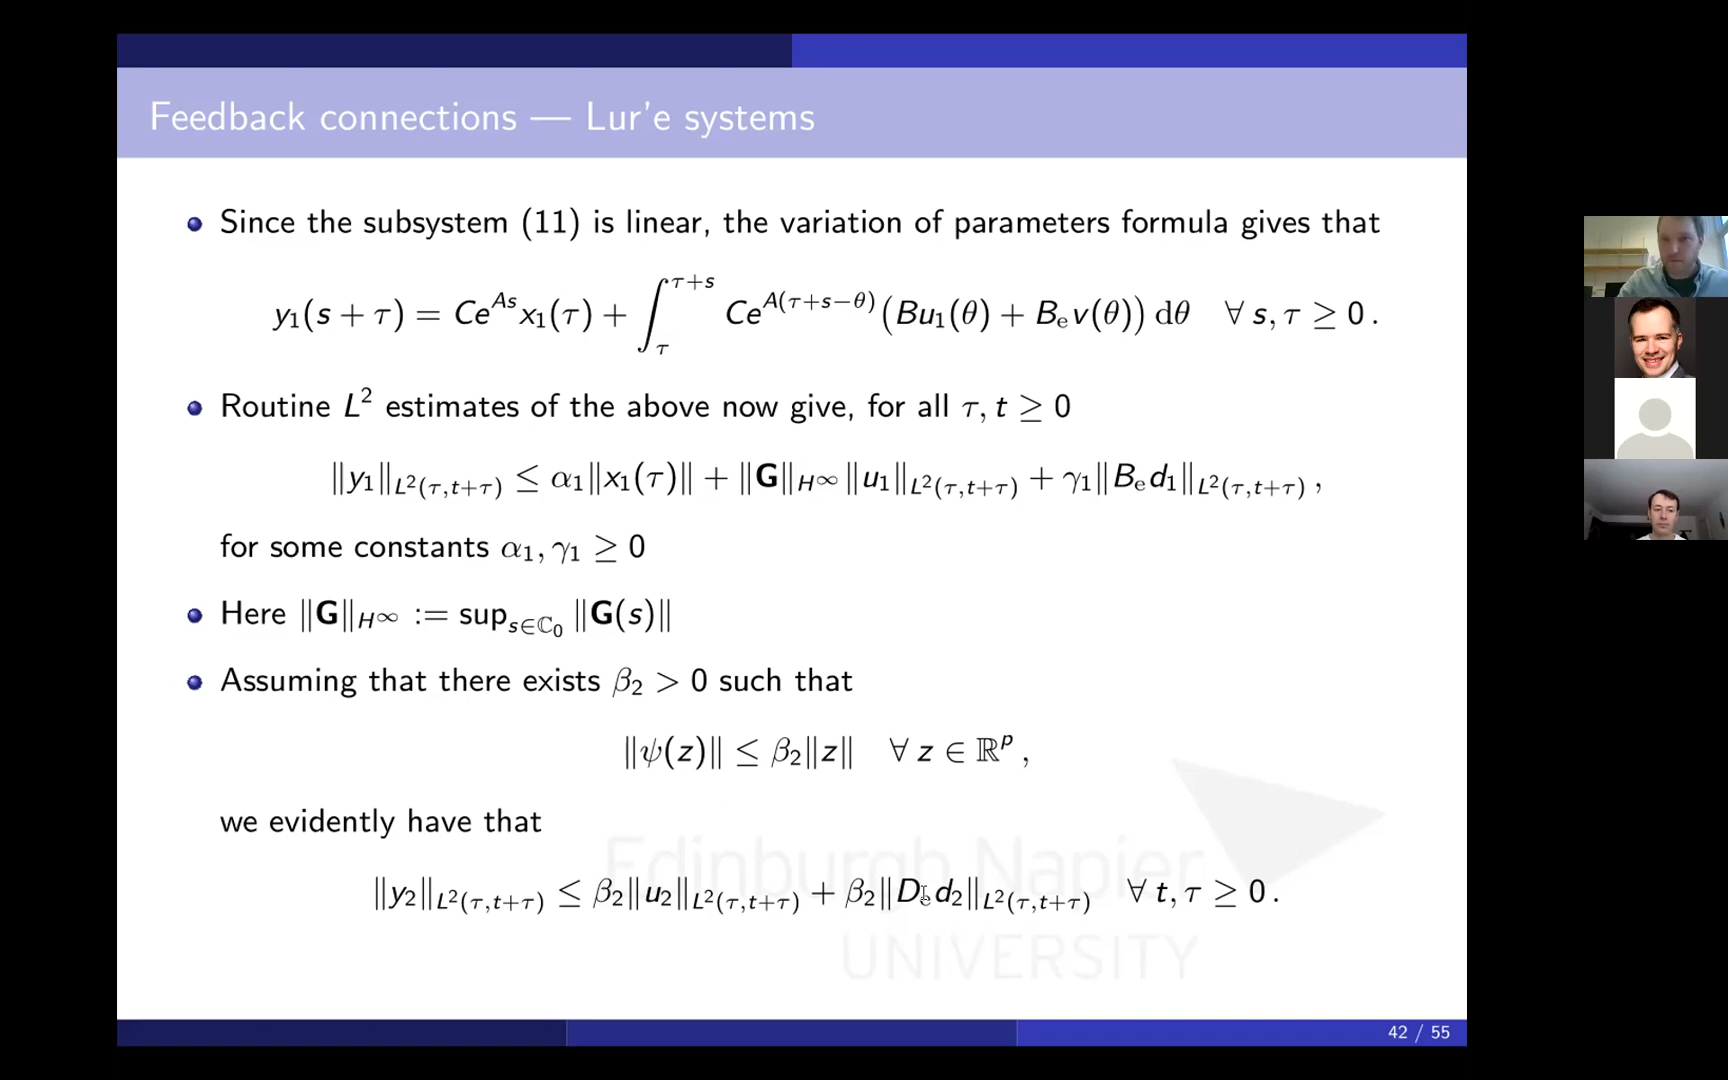 Feedback connections — Lur'e systems
Since the subsystem (11) is linear, the variation of parameters formula gives that
y₁(s + τ) = Ce^{As}x₁(τ) + ∫_τ^{τ+s} Ce^{A(τ+s−θ)}(Bu₁(θ) + B_e v(θ)) dθ ∀ s, τ ≥ 0 .
Routine L² estimates of the above now give, for all τ, t ≥ 0
‖y₁‖_{L²(τ,t+τ)} ≤ α₁‖x₁(τ)‖ + ‖G‖_{H^∞}‖u₁‖_{L²(τ,t+τ)} + γ₁‖B_e d₁‖_{L²(τ,t+τ)} ,
for some constants α₁, γ₁ ≥ 0
Here ‖G‖_{H^∞} := sup_{s∈ℂ₀} ‖G(s)‖
Assuming that there exists β₂ > 0 such that
‖ψ(z)‖ ≤ β₂‖z‖ ∀ z ∈ ℝ^p ,
we evidently have that
‖y₂‖_{L²(τ,t+τ)} ≤ β₂‖u₂‖_{L²(τ,t+τ)} + β₂‖D_e d₂‖_{L²(τ,t+τ)} ∀ t, τ ≥ 0 .
Edinburgh Napier
UNIVERSITY
42 / 55